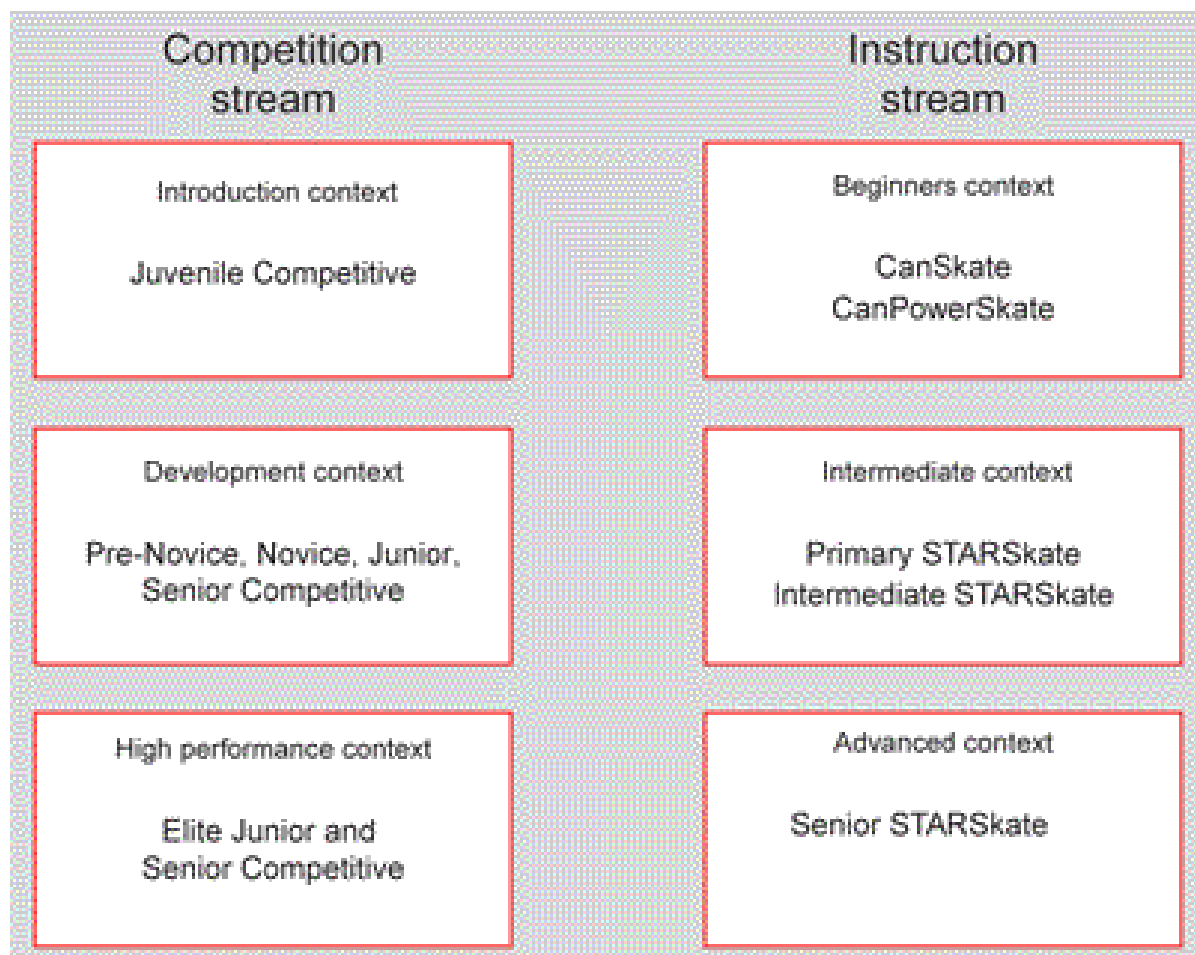 Competition
stream
Introduction context
Juvenile Competitive
Development context
Pre-Novice, Novice, Junior,
Senior Competitive
High performance context
Elite Junior and
Senior Competitive
Instruction
stream
Beginners context
CanSkate
CanPowerSkate
Intermediate context
Primary STARSkate
Intermediate STARSkate
Advanced context
Senior STARSkate